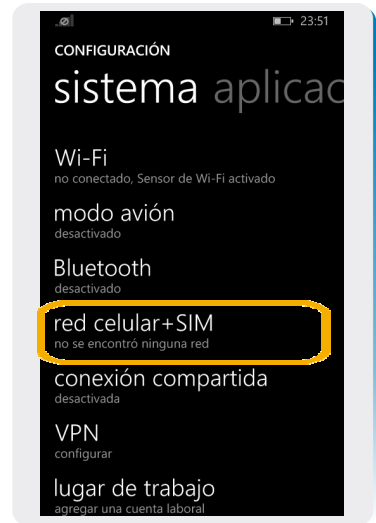 23:51
CONFIGURACIÓN
sistema aplicac
Wi-Fi
no conectado, Sensor de Wi-Fi activado
modo avión
desactivado
Bluetooth
desactivado
red celular+SIM
no se encontró ninguna red
conexión compartida
desactivada
VPN
configurar
lugar de trabajo
agregar una cuenta laboral